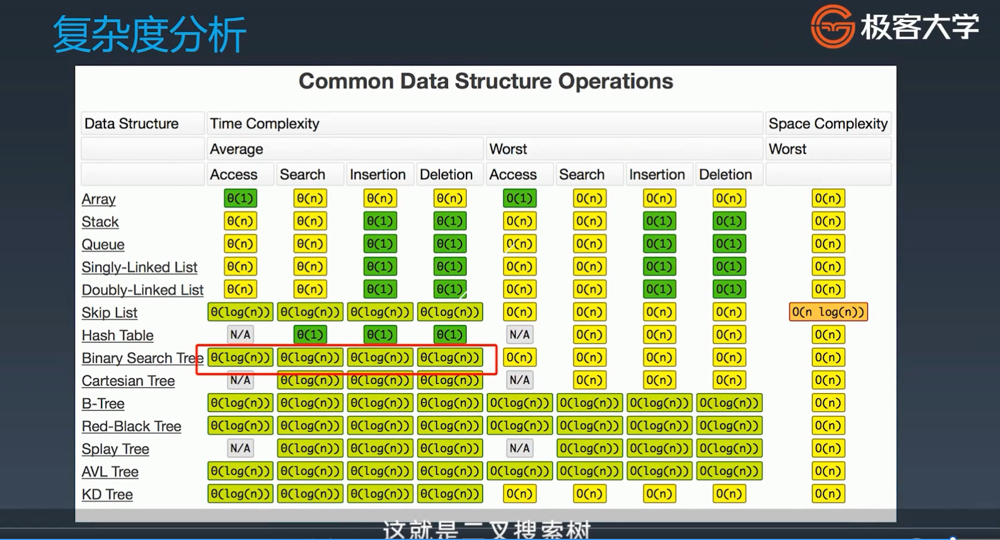 复杂度分析
极客大学
Common Data Structure Operations
Data Structure Time Complexity Space Complexity
Average Worst Worst
Access Search Insertion Deletion Access Search Insertion Deletion
Array Θ(1) Θ(n) Θ(n) Θ(n) O(1) O(n) O(n) O(n) O(n)
Stack Θ(n) Θ(n) Θ(1) Θ(1) O(n) O(n) O(1) O(1) O(n)
Queue Θ(n) Θ(n) Θ(1) Θ(1) O(n) O(n) O(1) O(1) O(n)
Singly-Linked List Θ(n) Θ(n) Θ(1) Θ(1) O(n) O(n) O(1) O(1) O(n)
Doubly-Linked List Θ(n) Θ(n) Θ(1) Θ(1) O(n) O(n) O(1) O(1) O(n)
Skip List Θ(log(n)) Θ(log(n)) Θ(log(n)) Θ(log(n)) O(n) O(n) O(n) O(n) O(n log(n))
Hash Table N/A Θ(1) Θ(1) Θ(1) N/A O(n) O(n) O(n) O(n)
Binary Search Tree Θ(log(n)) Θ(log(n)) Θ(log(n)) Θ(log(n)) O(n) O(n) O(n) O(n) O(n)
Cartesian Tree N/A Θ(log(n)) Θ(log(n)) Θ(log(n)) N/A O(n) O(n) O(n) O(n)
B-Tree Θ(log(n)) Θ(log(n)) Θ(log(n)) Θ(log(n)) O(log(n)) O(log(n)) O(log(n)) O(log(n)) O(n)
Red-Black Tree Θ(log(n)) Θ(log(n)) Θ(log(n)) Θ(log(n)) O(log(n)) O(log(n)) O(log(n)) O(log(n)) O(n)
Splay Tree N/A Θ(log(n)) Θ(log(n)) Θ(log(n)) N/A O(log(n)) O(log(n)) O(log(n)) O(n)
AVL Tree Θ(log(n)) Θ(log(n)) Θ(log(n)) Θ(log(n)) O(log(n)) O(log(n)) O(log(n)) O(log(n)) O(n)
KD Tree Θ(log(n)) Θ(log(n)) Θ(log(n)) Θ(log(n)) O(n) O(n) O(n) O(n) O(n)
这就是二叉搜索树